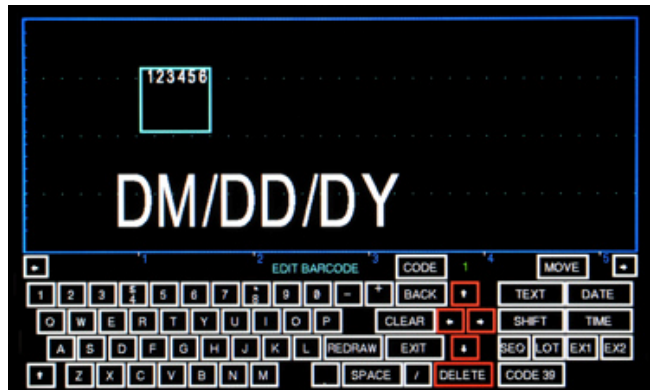 123456
DM/DD/DY
1 2 3 4 5
EDIT BARCODE CODE 1 MOVE
1 2 3 $ 4 5 6 7 * 8 9 0 - + BACK TEXT DATE
Q W E R T Y U I O P CLEAR SHIFT TIME
A S D F G H J K L REDRAW EXIT SEQ LOT EX1 EX2
Z X C V B N M . SPACE / DELETE CODE 39